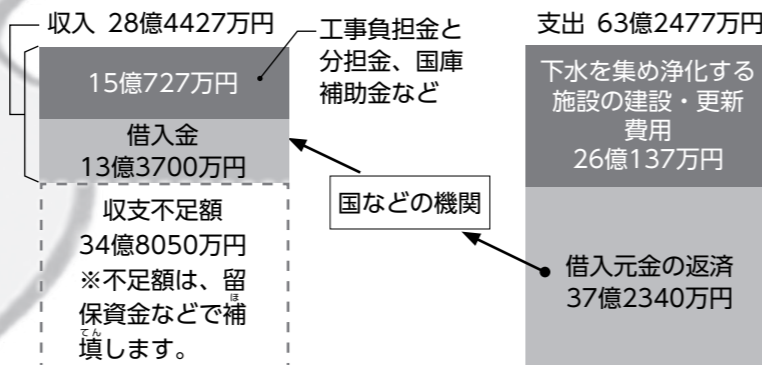 収入 28億4427万円
15億727万円
工事負担金と
分担金、国庫
補助金など
借入金
13億3700万円
収支不足額
34億8050万円
※不足額は、留
保資金などで補
ほ
塡します。
てん
国などの機関
支出 63億2477万円
下水を集め浄化する
施設の建設・更新
費用
26億137万円
借入元金の返済
37億2340万円